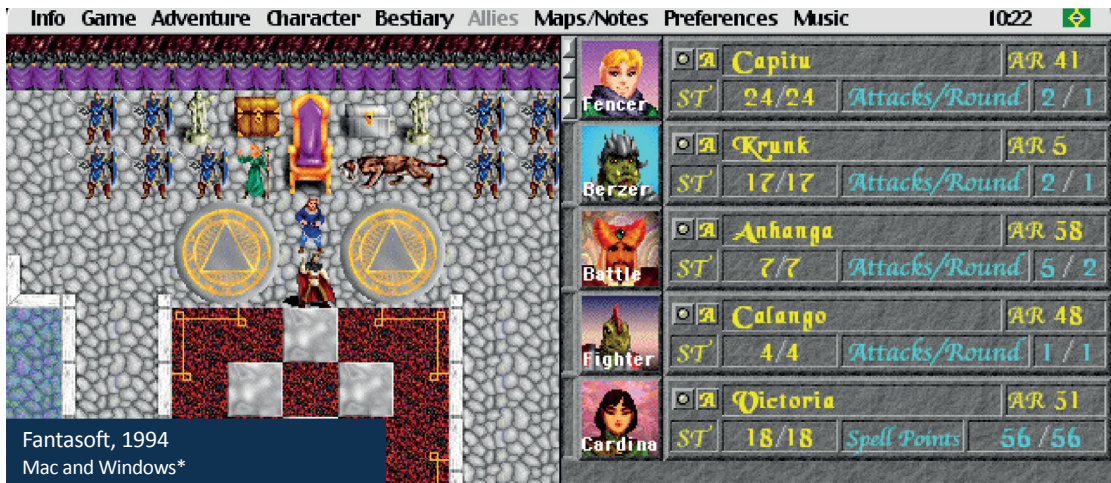 Info Game Adventure Character Bestiary Allies Maps/Notes Preferences Music 10:22
Fencer A Capitu AR 41
ST 24/24 Attacks/Round 2 / 1
Berzer A Krunk AR 5
ST 17/17 Attacks/Round 2 / 1
Battle A Anhanga AR 58
ST 7/7 Attacks/Round 5 / 2
Fighter A Calango AR 48
ST 4/4 Attacks/Round 1 / 1
Cardina A Victoria AR 51
ST 18/18 Spell Points 56 /56
Fantasoft, 1994
Mac and Windows*